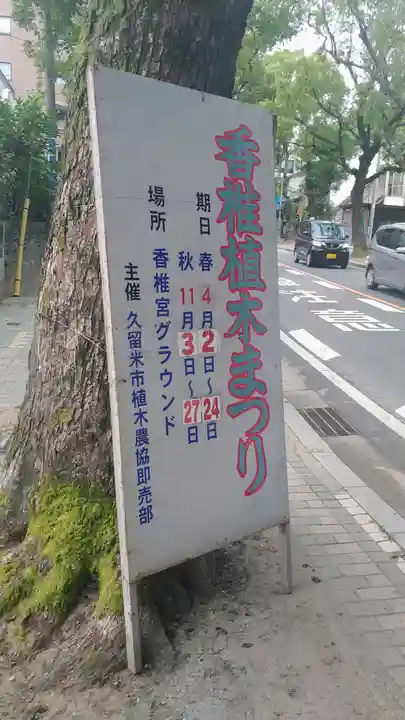 香椎植木まつり
期日 春 4月2日～24日
秋 11月3日～27日
場所 香椎宮グラウンド
主催 久留米市植木農協即売部